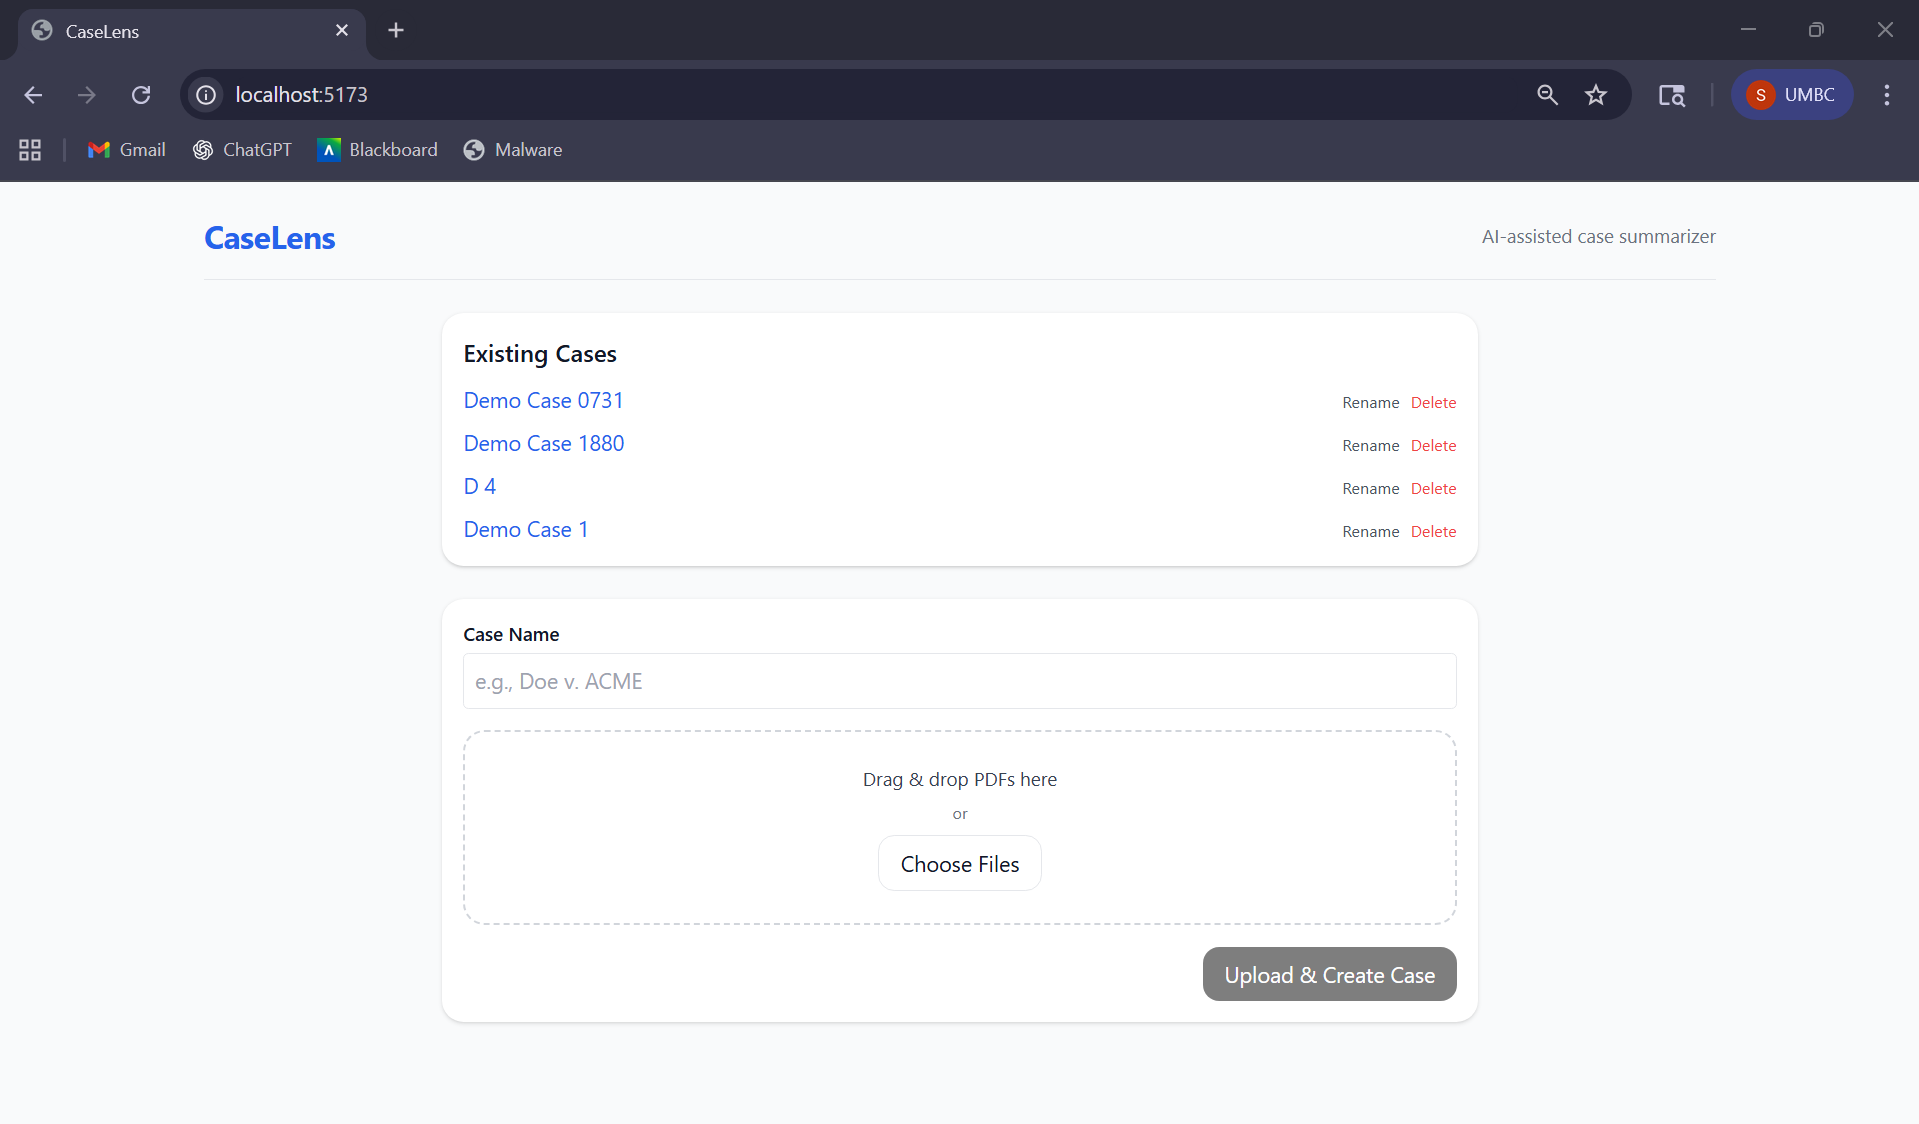 CaseLens
localhost:5173
S UMBC
Gmail ChatGPT Blackboard Malware
CaseLens
AI-assisted case summarizer
Existing Cases
Demo Case 0731 Rename Delete
Demo Case 1880 Rename Delete
D 4 Rename Delete
Demo Case 1 Rename Delete
Case Name
e.g., Doe v. ACME
Drag & drop PDFs here
or
Choose Files
Upload & Create Case